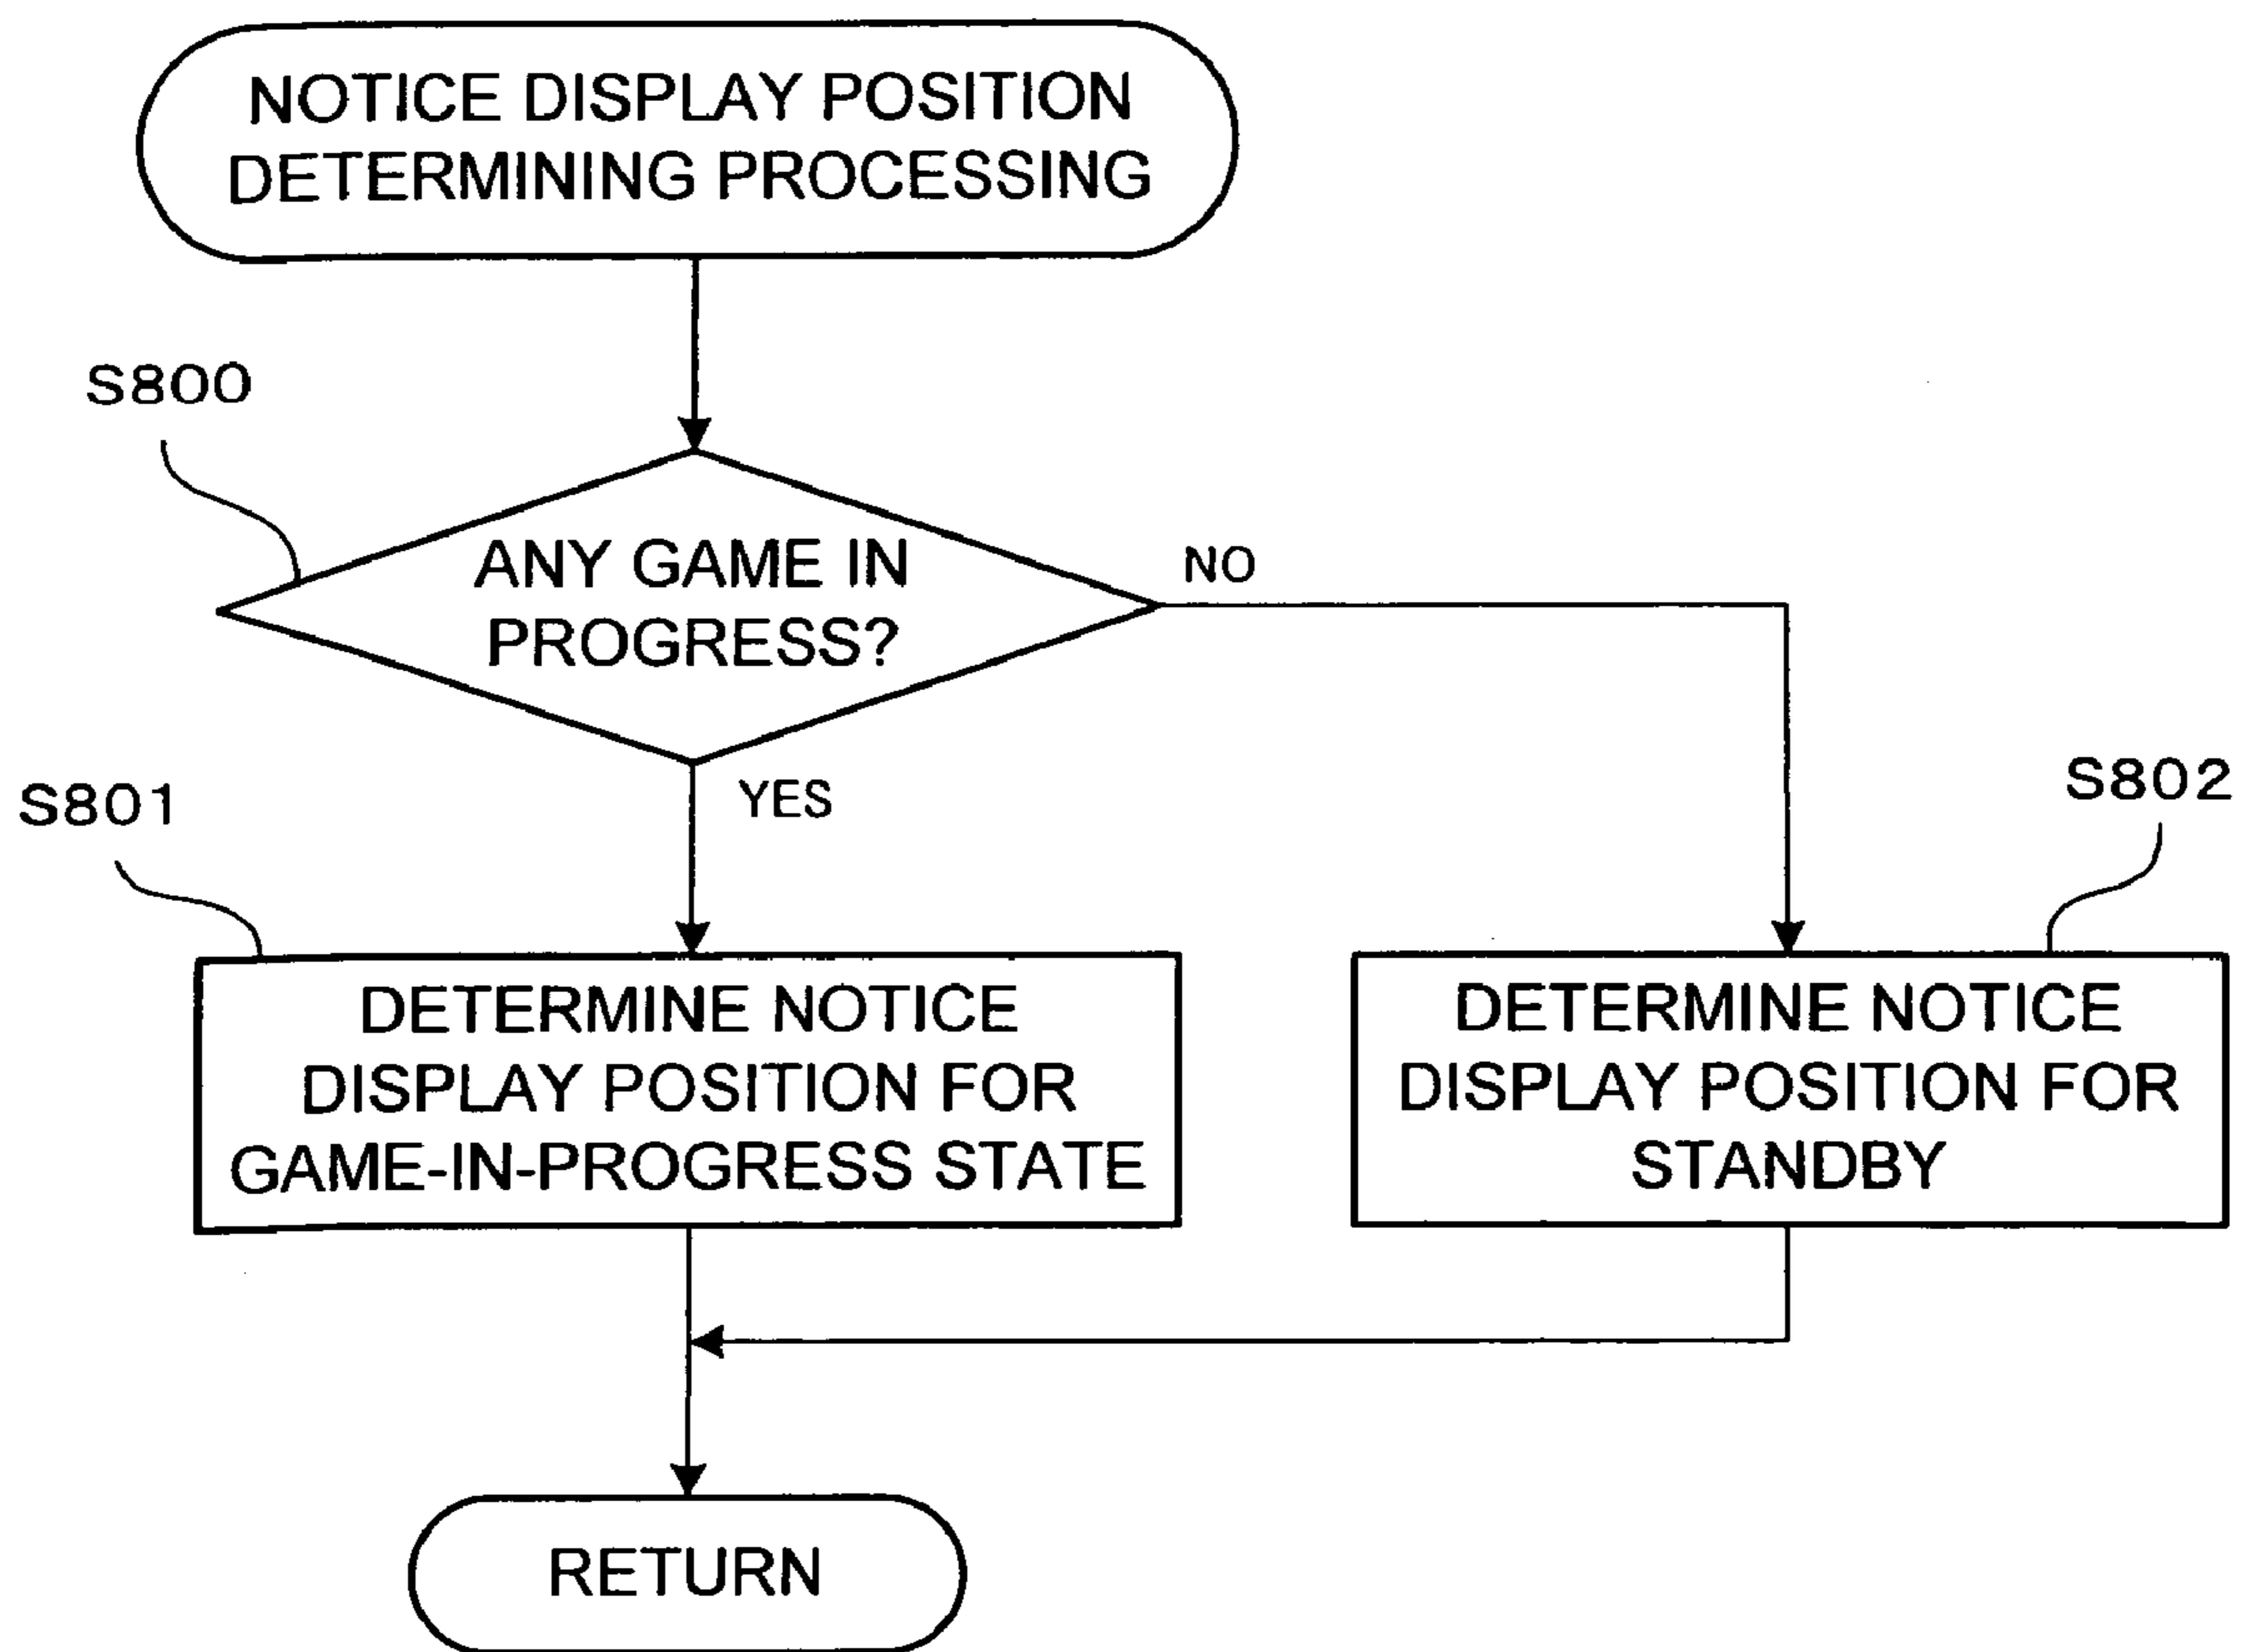 NOTICE DISPLAY POSITION
DETERMINING PROCESSING
S800
ANY GAME IN
PROGRESS?
NO
YES
S801
S802
DETERMINE NOTICE
DISPLAY POSITION FOR
GAME-IN-PROGRESS STATE
DETERMINE NOTICE
DISPLAY POSITION FOR
STANDBY
RETURN